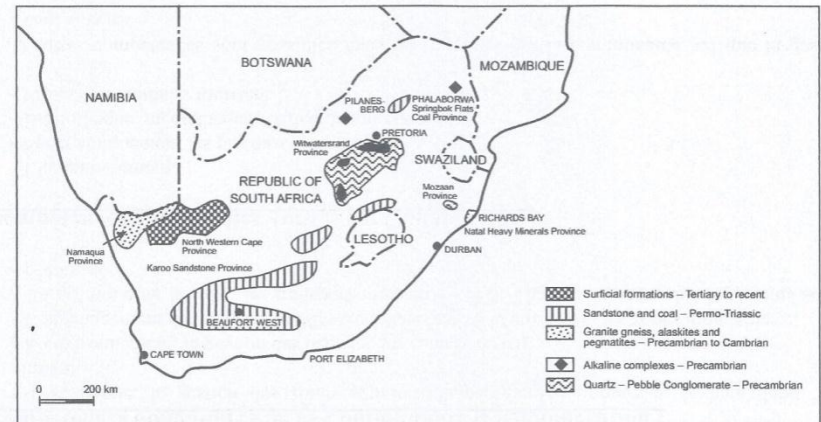 BOTSWANA
MOZAMBIQUE
NAMIBIA
PILANES-
BERG
PHALABORWA
Springbok Flats
Coal Province
PRETORIA
Witwatersrand
Province
SWAZILAND
REPUBLIC OF
SOUTH AFRICA
Mozaan
Province
RICHARDS BAY
Natal Heavy Minerals Province
LESOTHO
DURBAN
North Western Cape
Province
Namaqua
Province
Karoo Sandstone Province
BEAUFORT WEST
CAPE TOWN
PORT ELIZABETH
0 200 km
Surficial formations – Tertiary to recent
Sandstone and coal – Permo-Triassic
Granite gneiss, alaskites and
pegmatites – Precambrian to Cambrian
Alkaline complexes – Precambrian
Quartz – Pebble Conglomerate – Precambrian